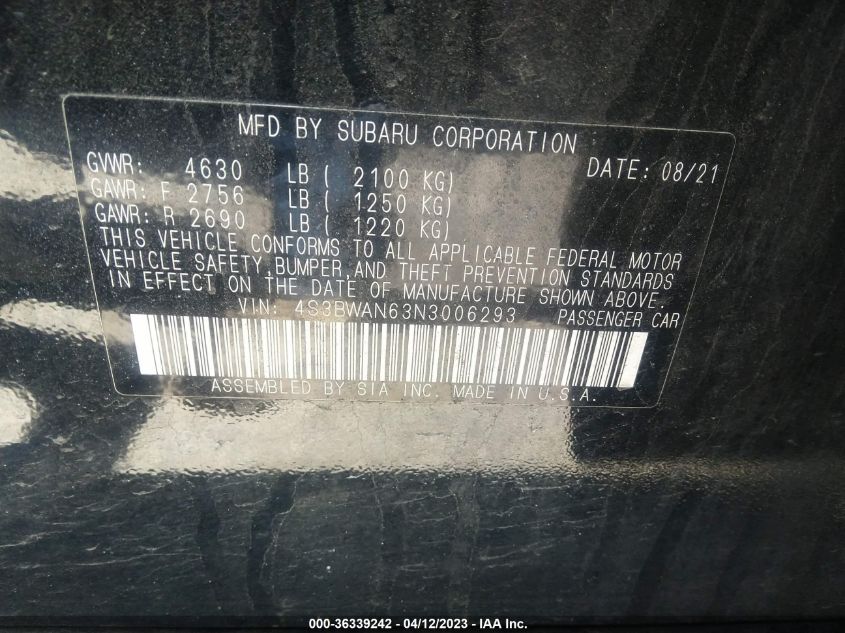 MFD BY SUBARU CORPORATION
GVWR: 4630 LB ( 2100 KG) DATE: 08/21
GAWR: F 2756 LB ( 1250 KG)
GAWR: R 2690 LB ( 1220 KG)
THIS VEHICLE CONFORMS TO ALL APPLICABLE FEDERAL MOTOR
VEHICLE SAFETY,BUMPER,AND THEFT PREVENTION STANDARDS
IN EFFECT ON THE DATE OF MANUFACTURE SHOWN ABOVE.
VIN: 4S3BWAN63N3006293 PASSENGER CAR
ASSEMBLED BY SIA INC. MADE IN U.S.A.
000-36339242 - 04/12/2023 - IAA Inc.